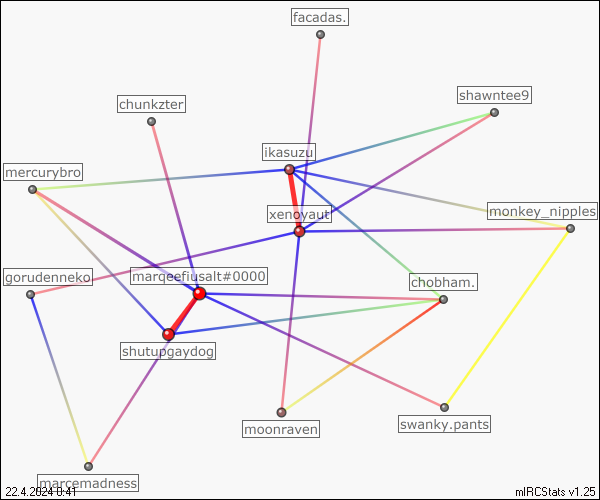 facadas.
shawntee9
chunkzter
ikasuzu
mercurybro
xenoyaut
monkey_nipples
gorudenneko
marqeefiusalt#0000
chobham.
shutupgaydog
moonraven
swanky.pants
marcemadness
22.4.2024 0:41
mIRCStats v1.25